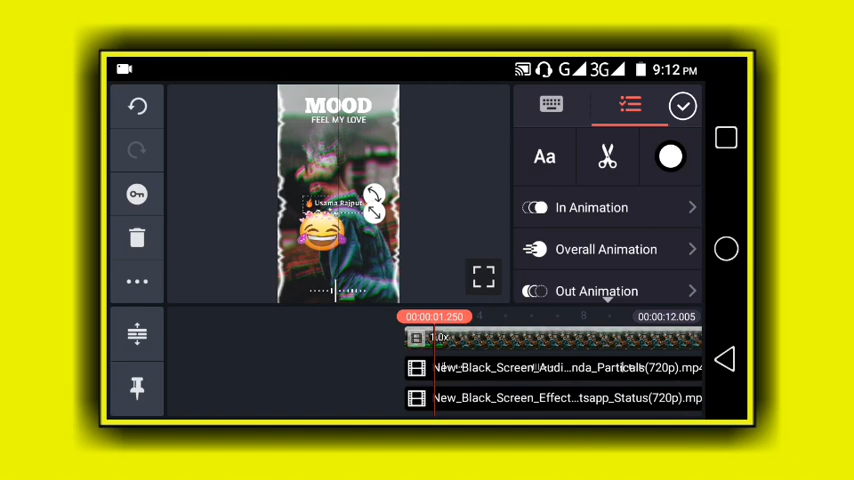 G 3G 9:12 PM
MOOD
FEEL MY LOVE
Usama Rajput
Aa
In Animation
Overall Animation
Out Animation
00:00:01.250 4 8 00:00:12.005
1.0x
New_Black_Screen_Audi...nda_Particals(720p).mp4
New_Black_Screen_Effect...tsapp_Status(720p).mp